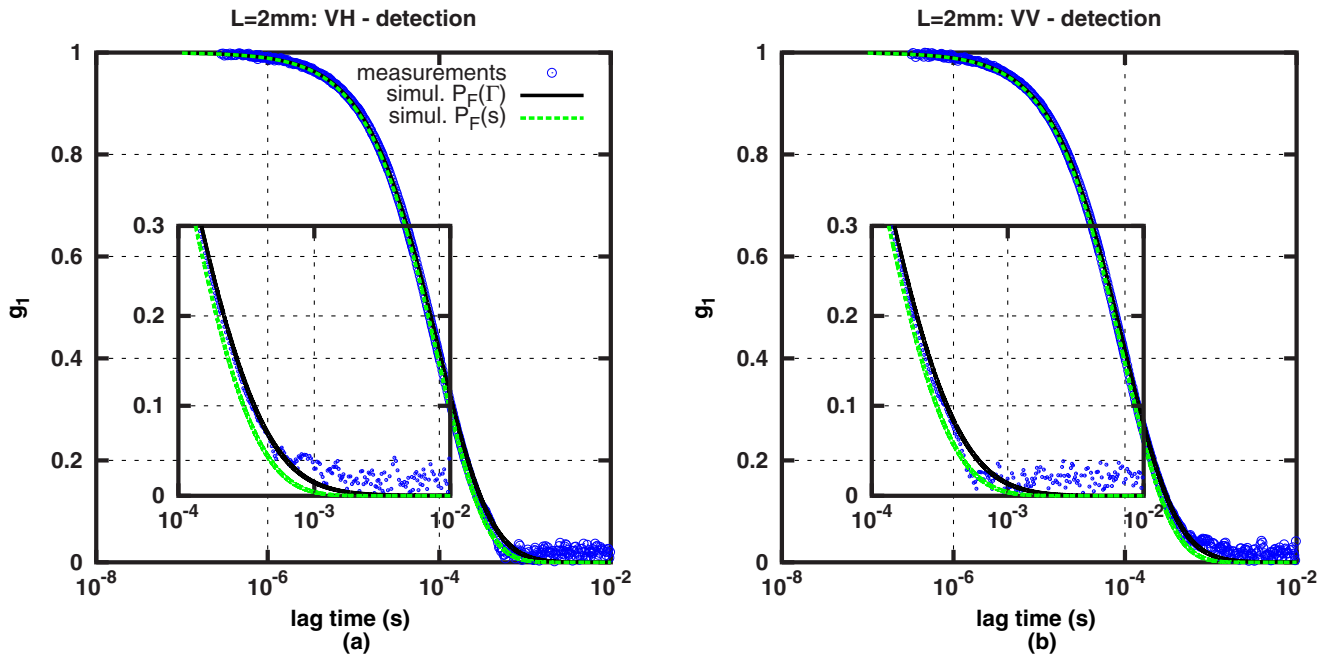 L=2mm: VH - detection
1
0.8
0.6
0.4
0.2
0
g1
measurements
simul. P_F(Γ)
simul. P_F(s)
0.3
0.2
0.1
0
10^-4 10^-3 10^-2
10^-8 10^-6 10^-4 10^-2
lag time (s)
(a)
L=2mm: VV - detection
1
0.8
0.6
0.4
0.2
0
g1
0.3
0.2
0.1
0
10^-4 10^-3 10^-2
10^-8 10^-6 10^-4 10^-2
lag time (s)
(b)